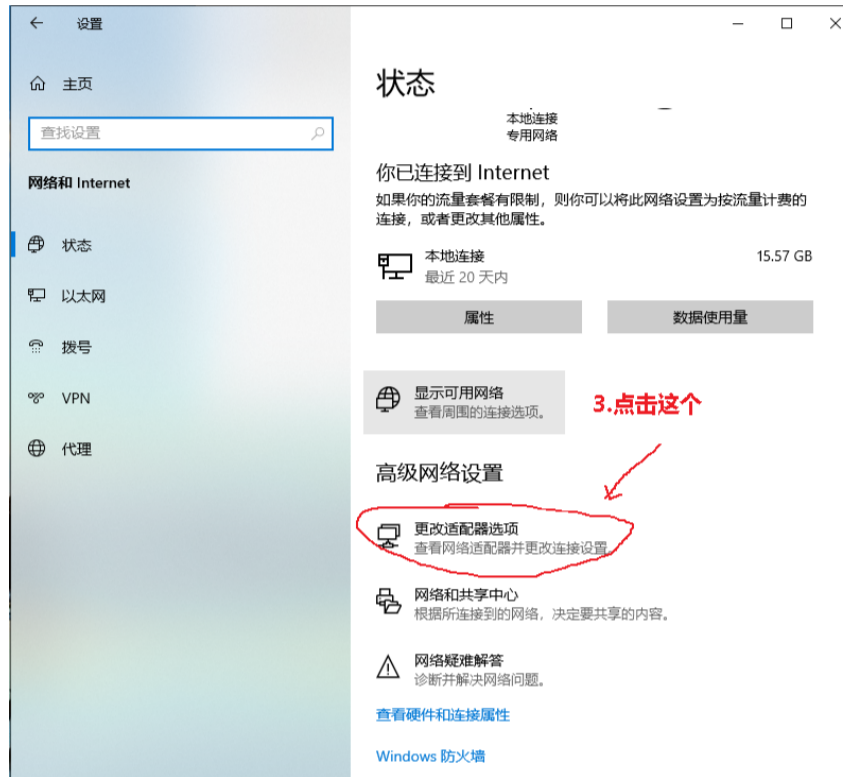 设置
主页
查找设置
网络和 Internet
状态
以太网
拨号
VPN
代理
状态
本地连接
专用网络
你已连接到 Internet
如果你的流量套餐有限制，则你可以将此网络设置为按流量计费的
连接，或者更改其他属性。
本地连接
15.57 GB
最近 20 天内
属性
数据使用量
显示可用网络
查看周围的连接选项。
3.点击这个
高级网络设置
更改适配器选项
查看网络适配器并更改连接设置。
网络和共享中心
根据所连接到的网络，决定要共享的内容。
网络疑难解答
诊断并解决网络问题。
查看硬件和连接属性
Windows 防火墙